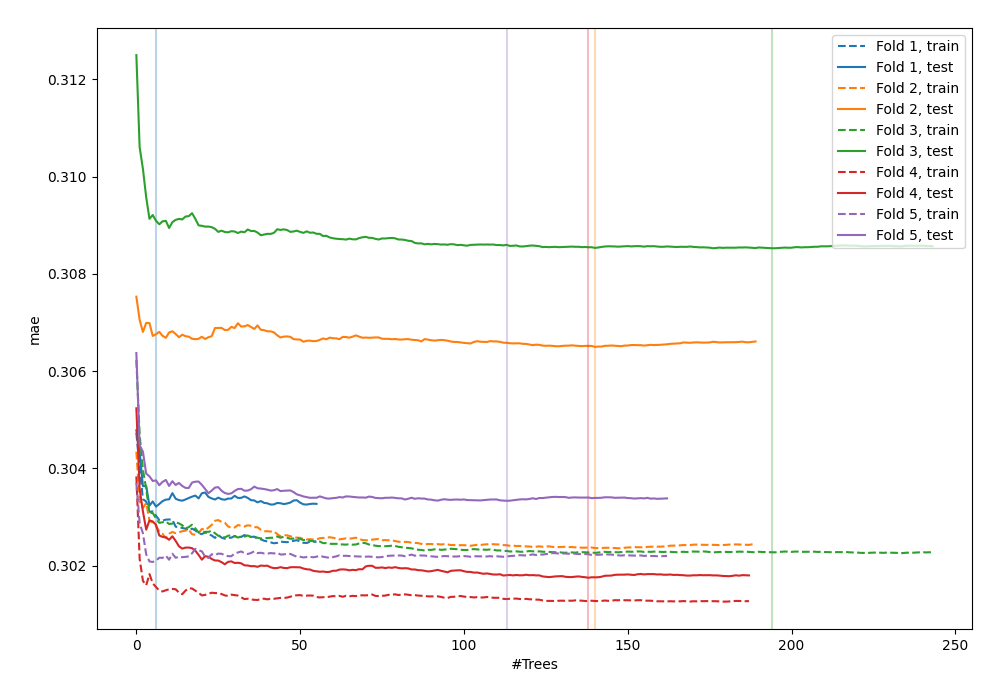 0.312
0.310
0.308
0.306
0.304
0.302
mae
0
50
100
150
200
250
#Trees
Fold 1, train
Fold 1, test
Fold 2, train
Fold 2, test
Fold 3, train
Fold 3, test
Fold 4, train
Fold 4, test
Fold 5, train
Fold 5, test